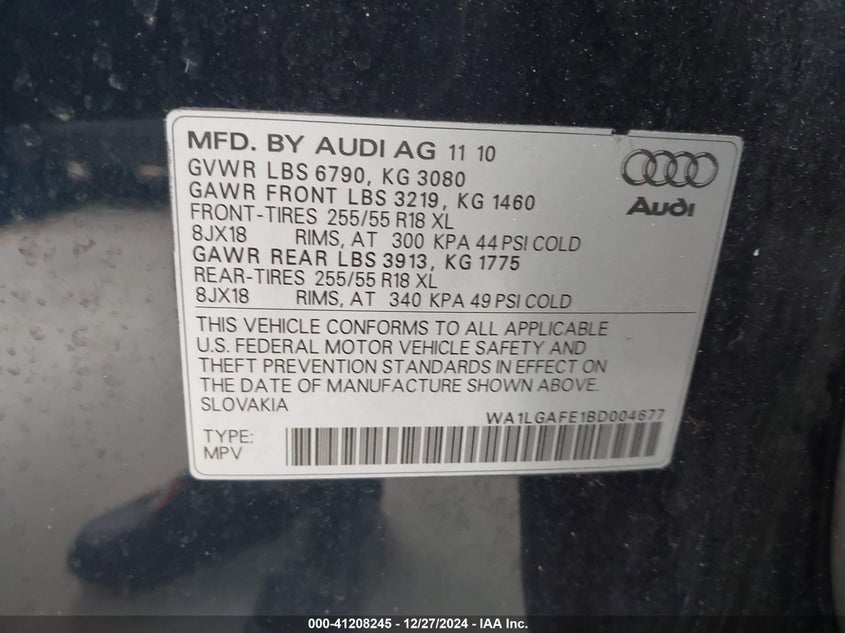 MFD. BY AUDI AG 11 10
GVWR LBS 6790, KG 3080
GAWR FRONT LBS 3219, KG 1460
FRONT-TIRES 255/55 R18 XL
8JX18 RIMS, AT 300 KPA 44 PSI COLD
GAWR REAR LBS 3913, KG 1775
REAR-TIRES 255/55 R18 XL
8JX18 RIMS, AT 340 KPA 49 PSI COLD
Audi
THIS VEHICLE CONFORMS TO ALL APPLICABLE
U.S. FEDERAL MOTOR VEHICLE SAFETY AND
THEFT PREVENTION STANDARDS IN EFFECT ON
THE DATE OF MANUFACTURE SHOWN ABOVE.
SLOVAKIA
WA1LGAFE1BD004677
TYPE:
MPV
000-41208245 - 12/27/2024 - IAA Inc.